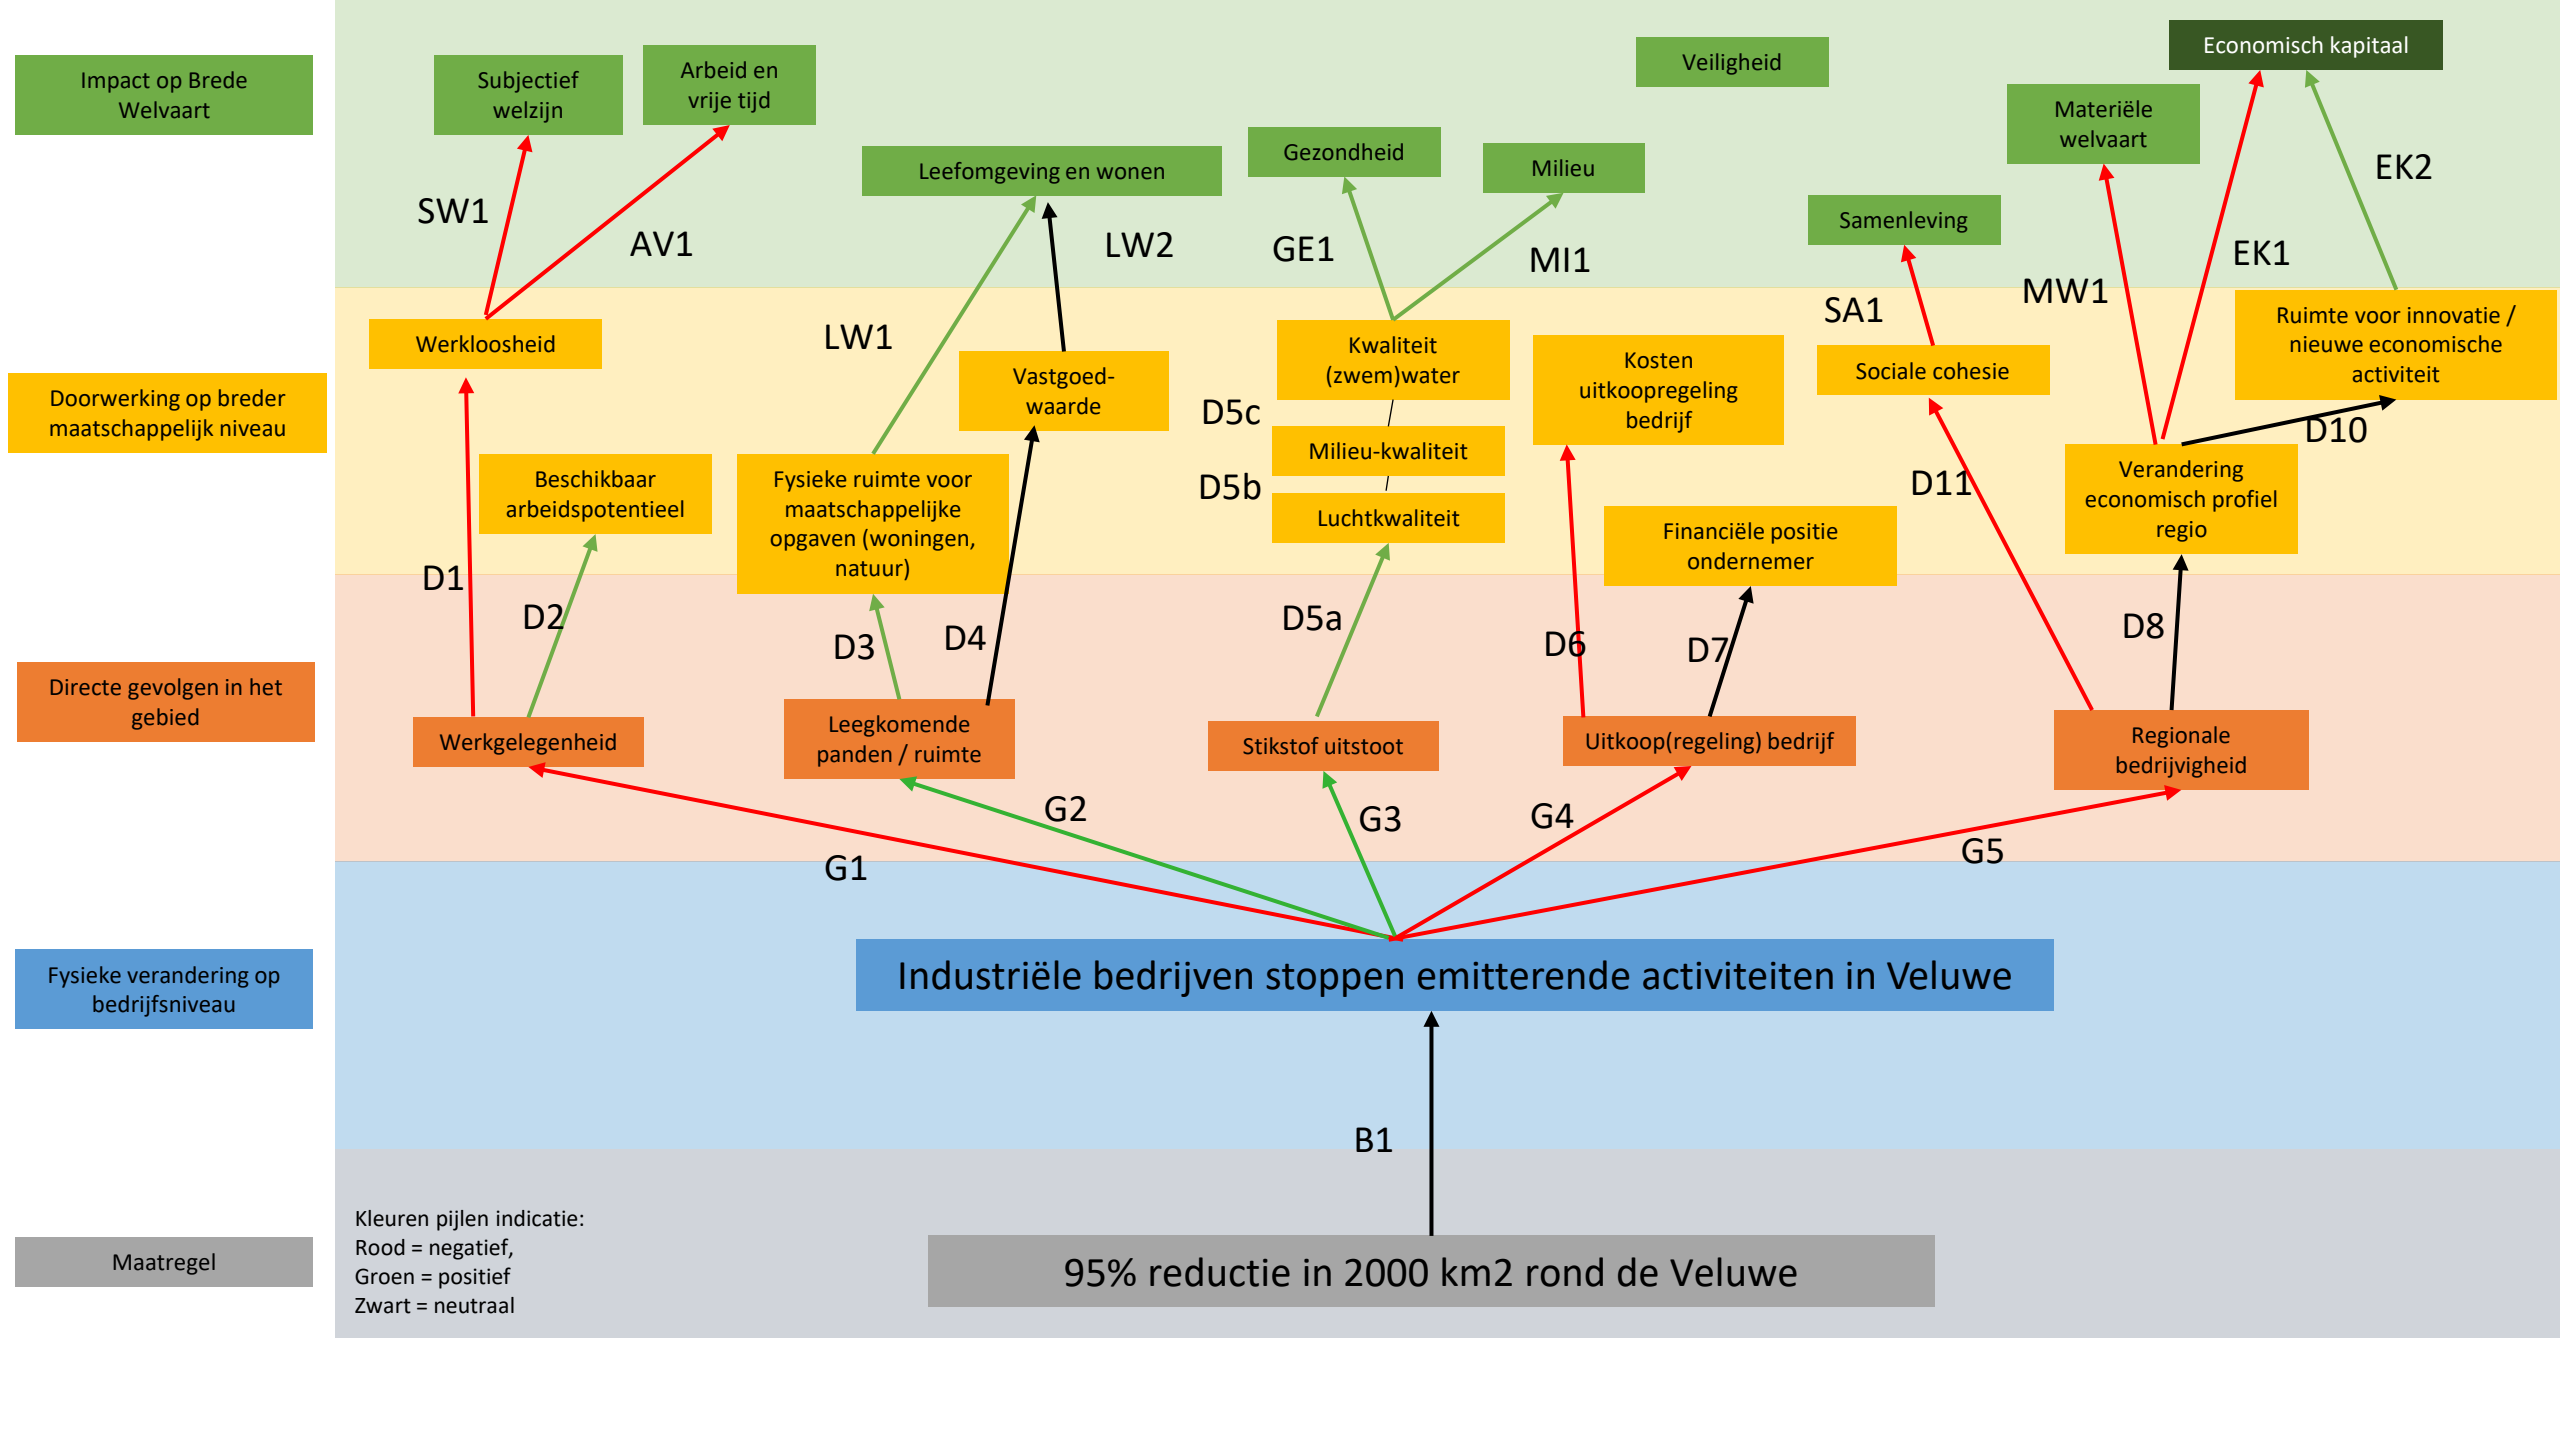 Impact op Brede
Welvaart
Subjectief
welzijn
Arbeid en
vrije tijd
Leefomgeving en wonen
Gezondheid
Milieu
Veiligheid
Samenleving
Materiële
welvaart
Economisch kapitaal
SW1
AV1
LW1
LW2
GE1
MI1
SA1
MW1
EK1
EK2
Doorwerking op breder
maatschappelijk niveau
Werkloosheid
Beschikbaar
arbeidspotentieel
Fysieke ruimte voor
maatschappelijke
opgaven (woningen,
natuur)
Vastgoed-
waarde
Kwaliteit
(zwem)water
D5c
Milieu-kwaliteit
D5b
Luchtkwaliteit
Kosten
uitkoopregeling
bedrijf
Financiële positie
ondernemer
Sociale cohesie
Verandering
economisch profiel
regio
Ruimte voor innovatie /
nieuwe economische
activiteit
D10
D11
D1
D2
D3
D4
D5a
D6
D7
D8
Directe gevolgen in het
gebied
Werkgelegenheid
Leegkomende
panden / ruimte
Stikstof uitstoot
Uitkoop(regeling) bedrijf
Regionale
bedrijvigheid
G1
G2
G3
G4
G5
Fysieke verandering op
bedrijfsniveau
Industriële bedrijven stoppen emitterende activiteiten in Veluwe
B1
Maatregel
Kleuren pijlen indicatie:
Rood = negatief,
Groen = positief
Zwart = neutraal
95% reductie in 2000 km2 rond de Veluwe